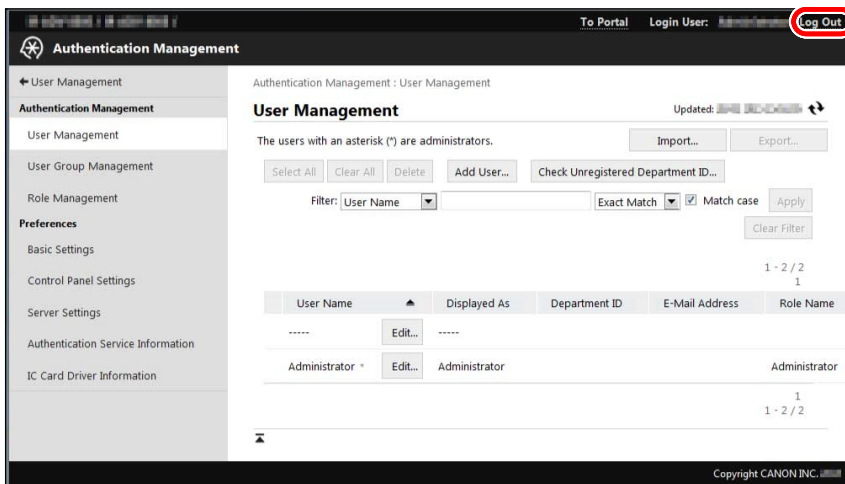 To Portal Login User: Log Out
Authentication Management
User Management
Authentication Management
User Management
User Group Management
Role Management
Preferences
Basic Settings
Control Panel Settings
Server Settings
Authentication Service Information
IC Card Driver Information
Authentication Management : User Management
User Management Updated:
The users with an asterisk (*) are administrators. Import... Export...
Select All Clear All Delete Add User... Check Unregistered Department ID...
Filter: User Name Exact Match Match case Apply
Clear Filter
1 - 2 / 2
1
User Name Displayed As Department ID E-Mail Address Role Name
----- Edit... -----
Administrator * Edit... Administrator Administrator
1
1 - 2 / 2
Copyright CANON INC.